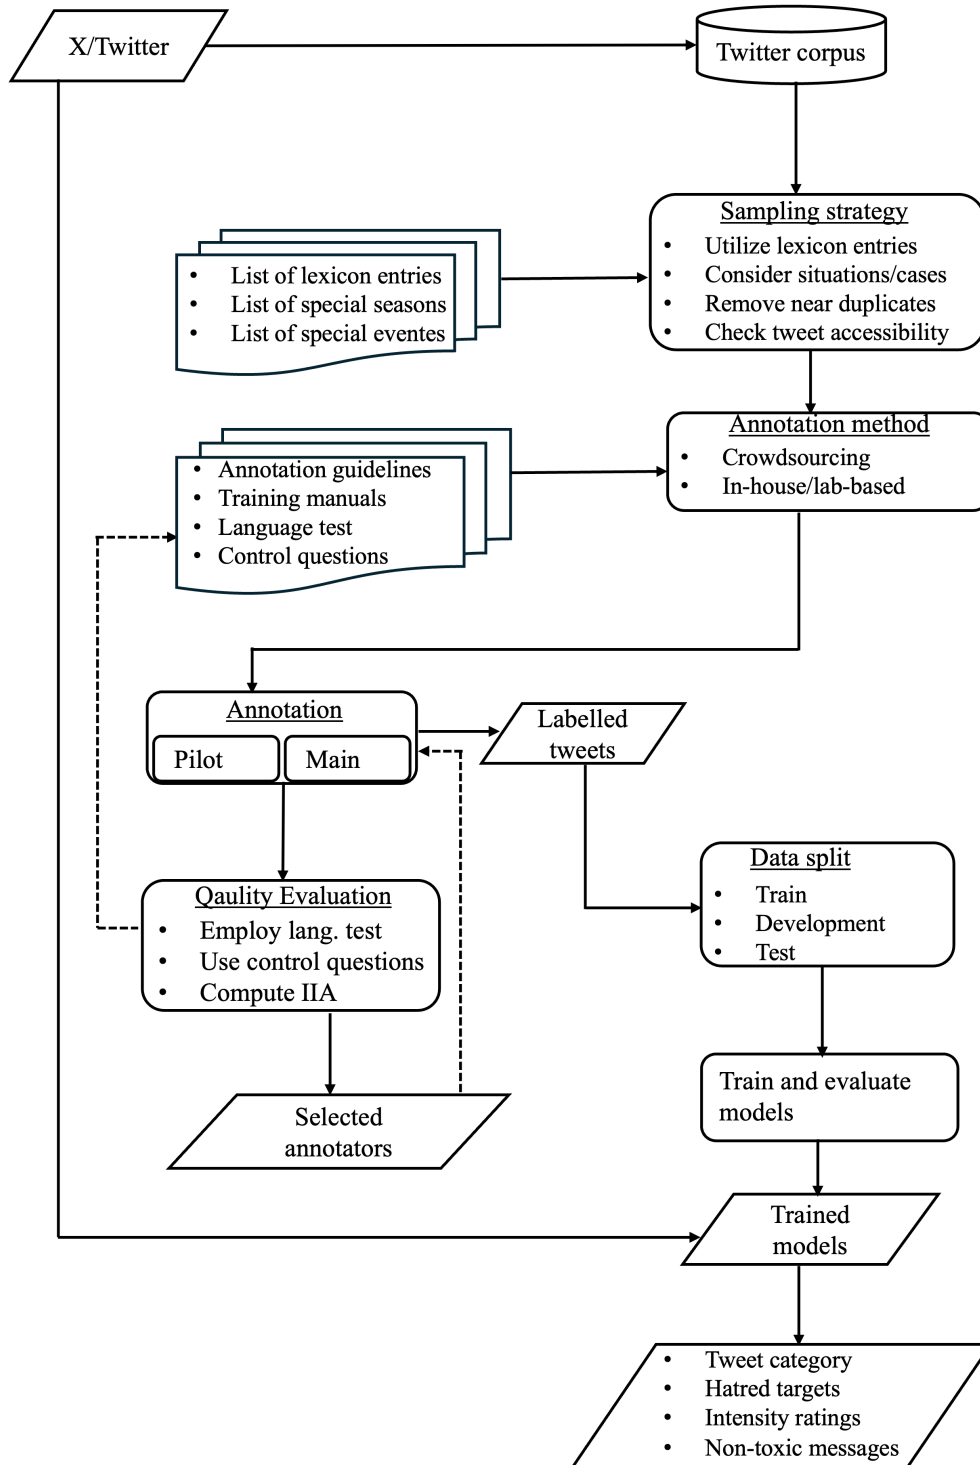 X/Twitter
Twitter corpus
Sampling strategy
• Utilize lexicon entries
• Consider situations/cases
• Remove near duplicates
• Check tweet accessibility
• List of lexicon entries
• List of special seasons
• List of special eventes
Annotation method
• Crowdsourcing
• In-house/lab-based
• Annotation guidelines
• Training manuals
• Language test
• Control questions
Annotation
Pilot
Main
Labelled
tweets
Qaulity Evaluation
• Employ lang. test
• Use control questions
• Compute IIA
Data split
• Train
• Development
• Test
Selected
annotators
Train and evaluate
models
Trained
models
• Tweet category
• Hatred targets
• Intensity ratings
• Non-toxic messages